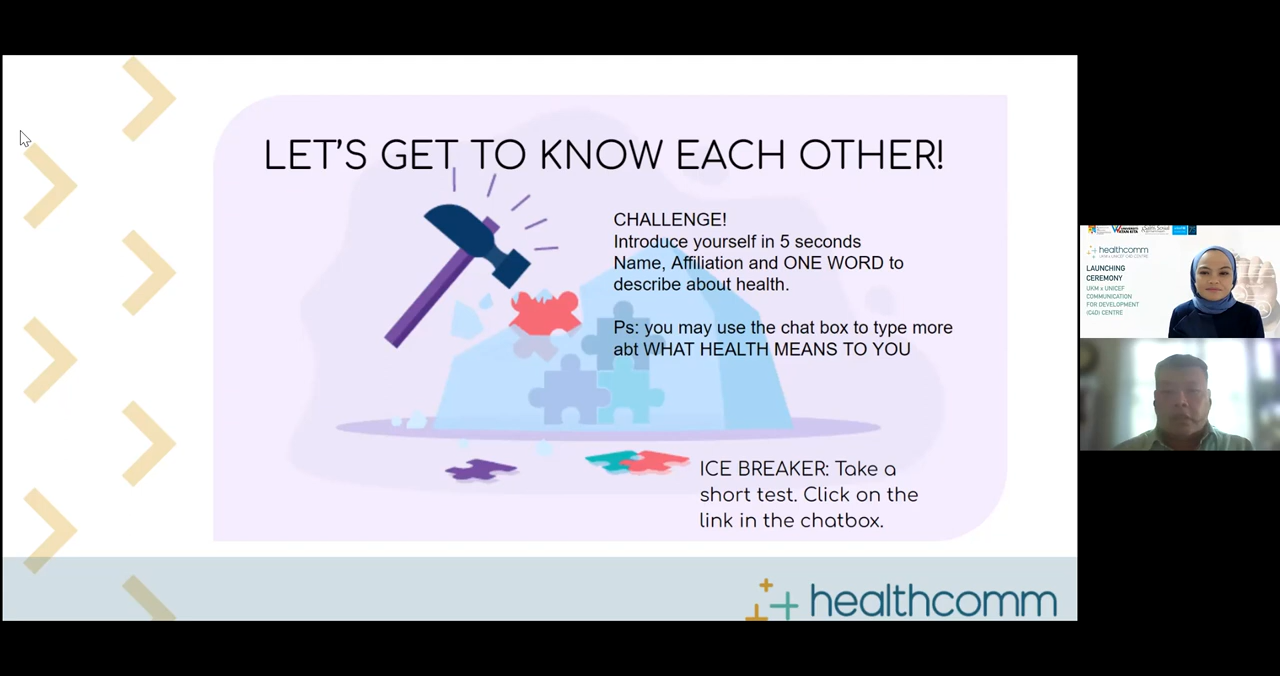 LET'S GET TO KNOW EACH OTHER!
CHALLENGE!
Introduce yourself in 5 seconds
Name, Affiliation and ONE WORD to
describe about health.
Ps: you may use the chat box to type more
abt WHAT HEALTH MEANS TO YOU
ICE BREAKER: Take a
short test. Click on the
link in the chatbox.
healthcomm
healthcomm
LAUNCHING
CEREMONY
UKM x UNICEF
COMMUNICATION
FOR DEVELOPMENT
(C4D) CENTRE